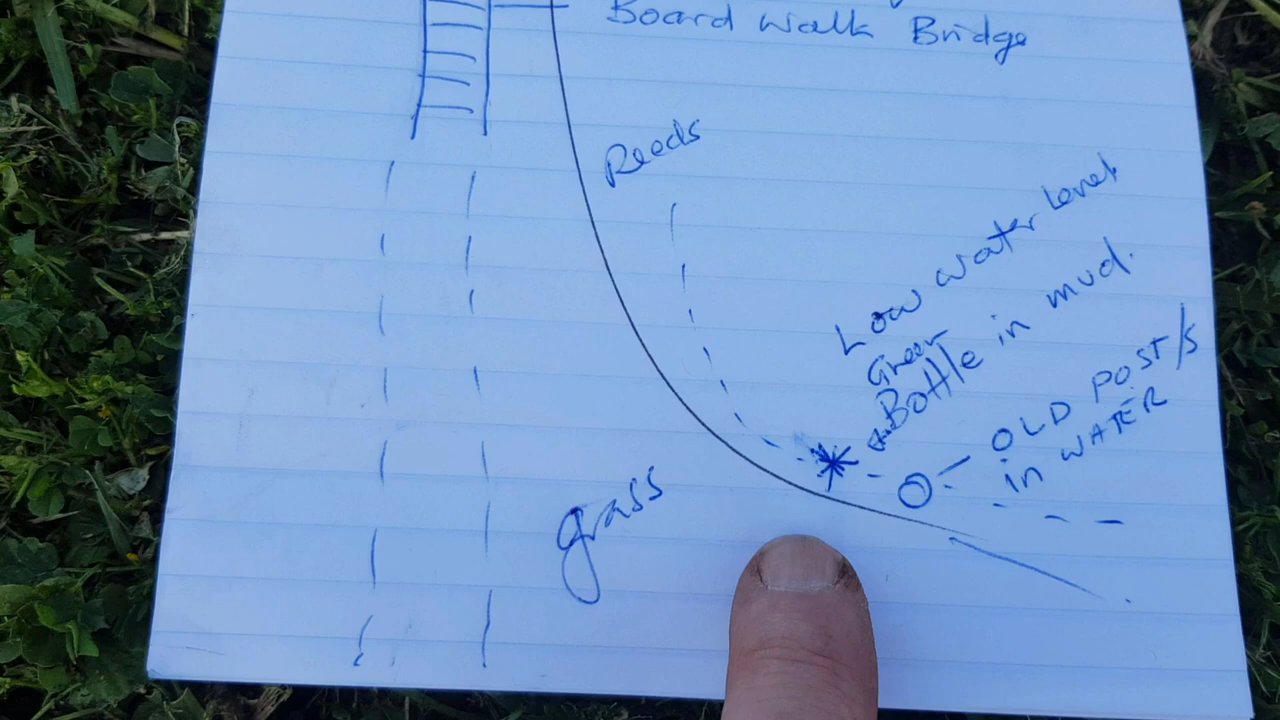 Board Walk Bridge
Reeds
Low water level
Green
Bottle in mud.
OLD POST/S
in WATER
grass